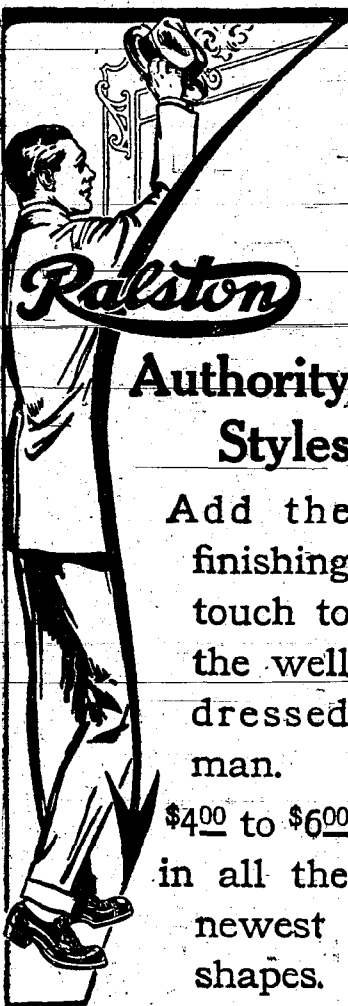 Ralston
Authority
Styles
Add the
finishing
touch to
the well
dressed
man.
$4.00 to $6.00
in all the
newest
shapes.